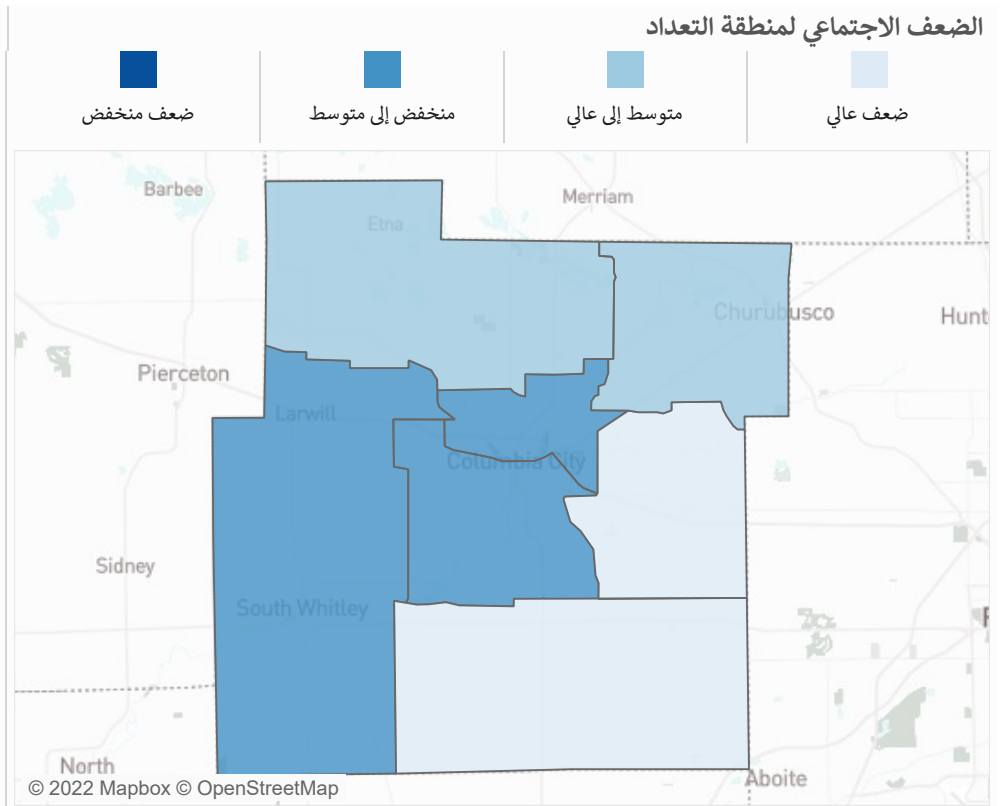 الضعف الاجتماعي لمنطقة التعداد
ضعف عالي
متوسط إلى عالي
منخفض إلى متوسط
ضعف منخفض
Barbee
Merriam
Etna
Churubusco
Hunt
Pierceton
Larwill
Columbia City
Sidney
South Whitley
North
Aboite
© 2022 Mapbox © OpenStreetMap